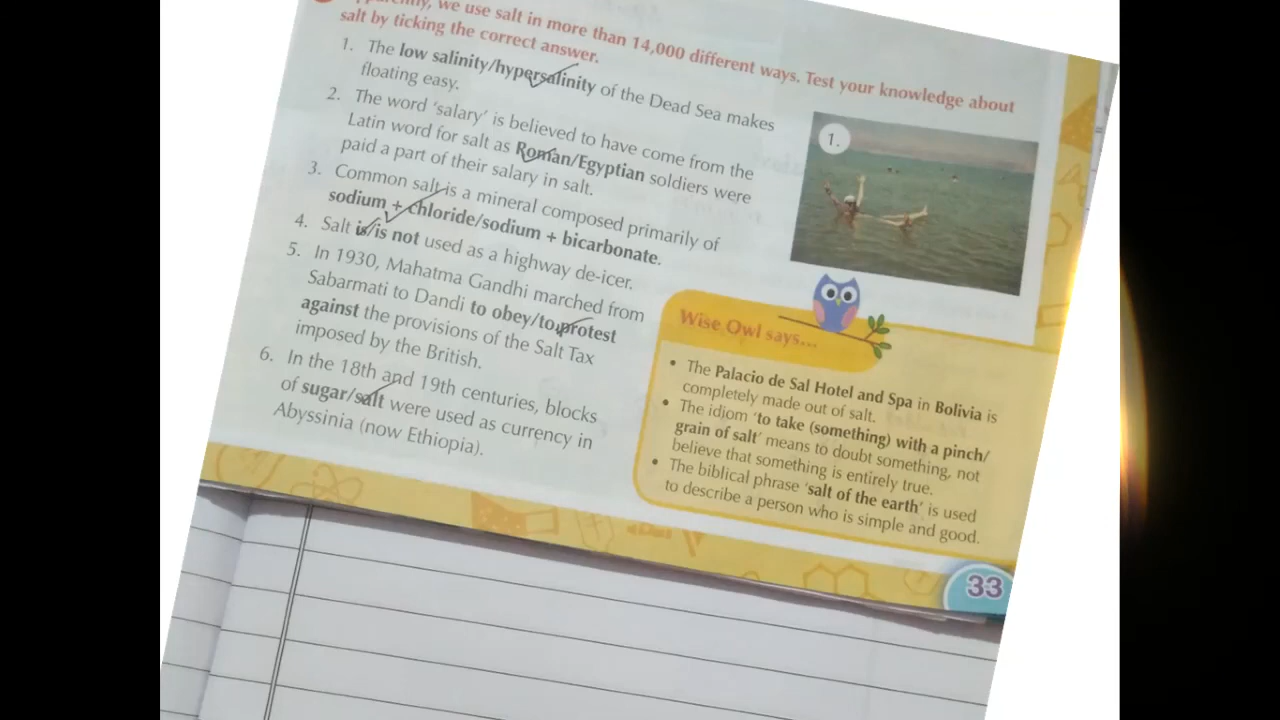 we use salt in more than 14,000 different ways. Test your knowledge about
salt by ticking the correct answer.
1. The low salinity/hypersalinity of the Dead Sea makes
floating easy.
2. The word 'salary' is believed to have come from the
Latin word for salt as Roman/Egyptian soldiers were
paid a part of their salary in salt.
3. Common salt is a mineral composed primarily of
sodium + chloride/sodium + bicarbonate.
4. Salt is/is not used as a highway de-icer.
5. In 1930, Mahatma Gandhi marched from
Sabarmati to Dandi to obey/to protest
against the provisions of the Salt Tax
imposed by the British.
6. In the 18th and 19th centuries, blocks
of sugar/salt were used as currency in
Abyssinia (now Ethiopia).
1.
Wise Owl says...
• The Palacio de Sal Hotel and Spa in Bolivia is
completely made out of salt.
• The idiom 'to take (something) with a pinch/
grain of salt' means to doubt something, not
believe that something is entirely true.
• The biblical phrase 'salt of the earth' is used
to describe a person who is simple and good.
33